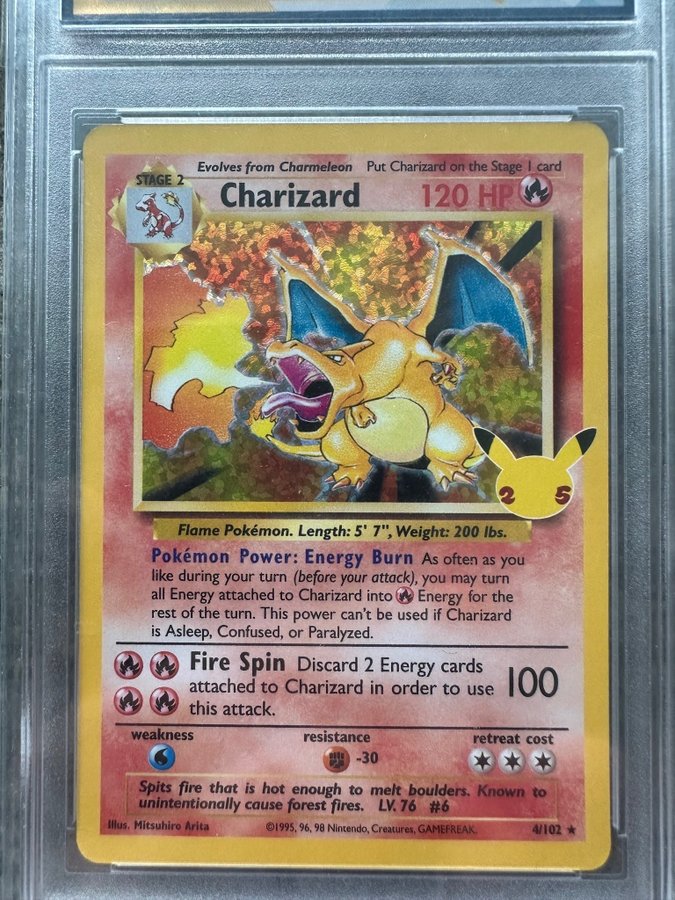 Evolves from Charmeleon Put Charizard on the Stage 1 card
STAGE 2
Charizard 120 HP
25
Flame Pokémon. Length: 5' 7", Weight: 200 lbs.
Pokémon Power: Energy Burn As often as you
like during your turn (before your attack), you may turn
all Energy attached to Charizard into Energy for the
rest of the turn. This power can't be used if Charizard
is Asleep, Confused, or Paralyzed.
Fire Spin Discard 2 Energy cards
attached to Charizard in order to use 100
this attack.
weakness resistance retreat cost
-30
Spits fire that is hot enough to melt boulders. Known to
unintentionally cause forest fires. LV. 76 #6
Illus. Mitsuhiro Arita ©1995, 96, 98 Nintendo, Creatures, GAMEFREAK. 4/102 ★